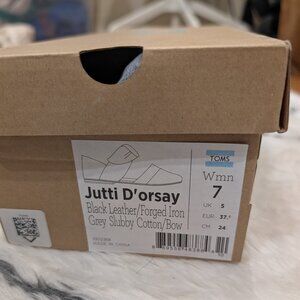 TOMS
Wmn
7
Jutti D'orsay
Black Leather/Forged Iron
Grey Slubby Cotton/Bow
UK 5
EUR 37.5
CM 24
MADE IN CHINA